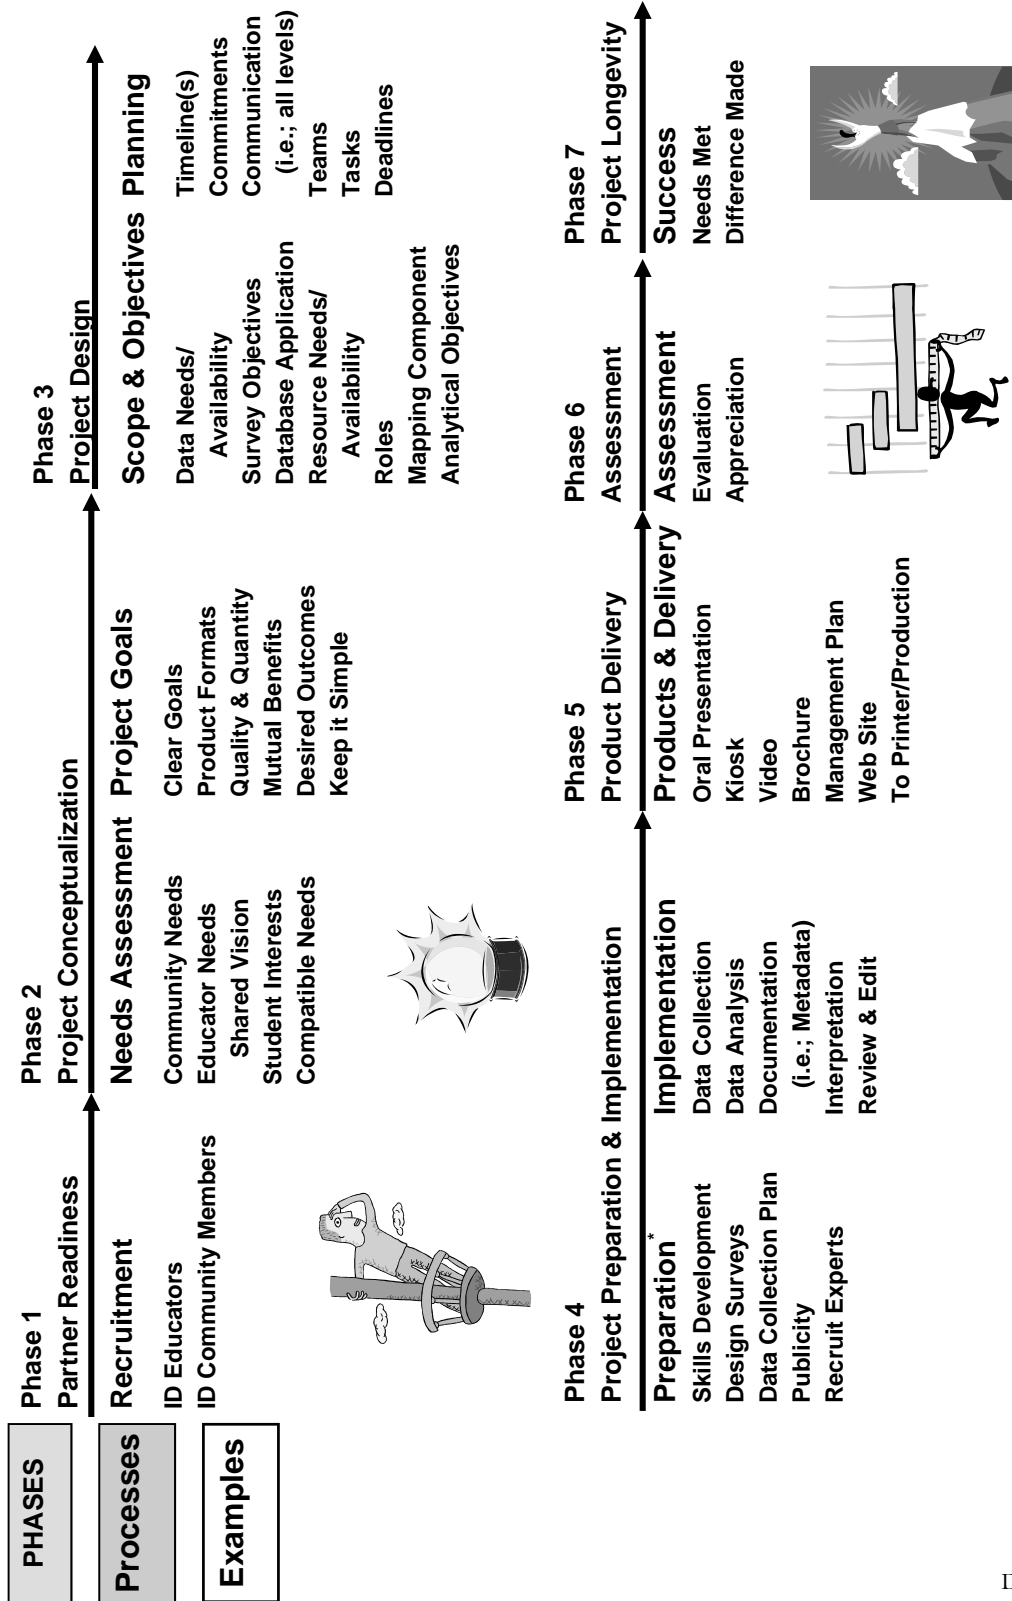 PHASES
Processes
Examples
Phase 1
Partner Readiness
Recruitment
ID Educators
ID Community Members
Phase 2
Project Conceptualization
Needs Assessment
Community Needs
Educator Needs
Shared Vision
Student Interests
Compatible Needs
Project Goals
Clear Goals
Product Formats
Quality & Quantity
Mutual Benefits
Desired Outcomes
Keep it Simple
Phase 3
Project Design
Scope & Objectives
Data Needs/
Availability
Survey Objectives
Database Application
Resource Needs/
Availability
Roles
Mapping Component
Analytical Objectives
Planning
Timeline(s)
Commitments
Communication
(i.e.; all levels)
Teams
Tasks
Deadlines
Phase 4
Project Preparation & Implementation
Preparation*
Skills Development
Design Surveys
Data Collection Plan
Publicity
Recruit Experts
Implementation
Data Collection
Data Analysis
Documentation
(i.e.; Metadata)
Interpretation
Review & Edit
Phase 5
Product Delivery
Products & Delivery
Oral Presentation
Kiosk
Video
Brochure
Management Plan
Web Site
To Printer/Production
Phase 6
Assessment
Assessment
Evaluation
Appreciation
Phase 7
Project Longevity
Success
Needs Met
Difference Made